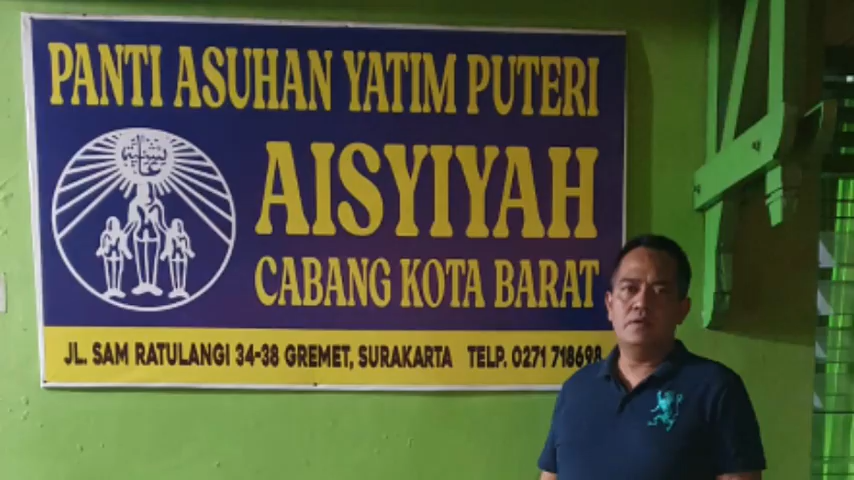 PANTI ASUHAN YATIM PUTERI
AISYIYAH
CABANG KOTA BARAT
JL. SAM RATULANGI 34-38 GREMET, SURAKARTA TELP. 0271 718698